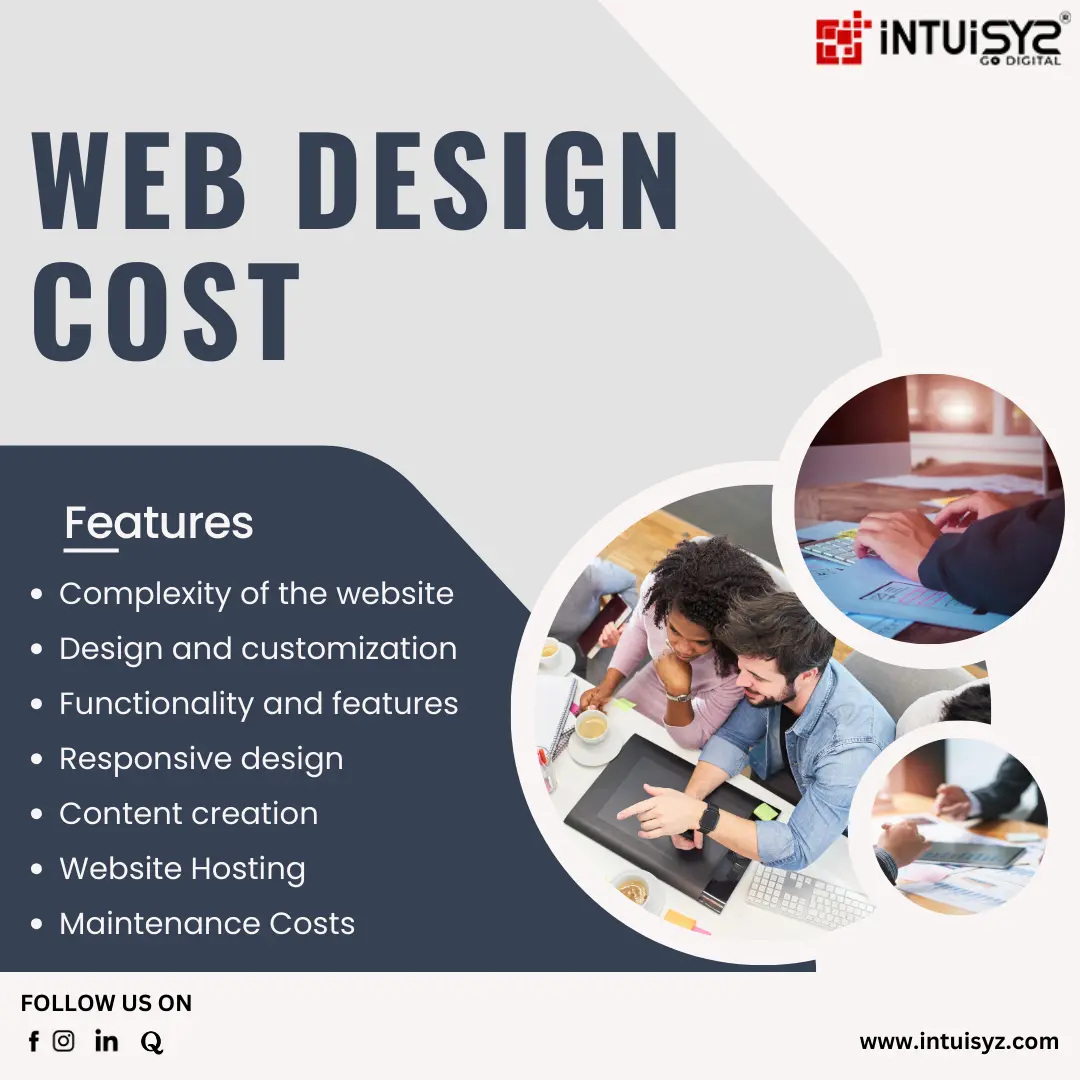 iNTUiSYZ®
GO DIGITAL
WEB DESIGN
COST
Features
• Complexity of the website
• Design and customization
• Functionality and features
• Responsive design
• Content creation
• Website Hosting
• Maintenance Costs
FOLLOW US ON
www.intuisyz.com